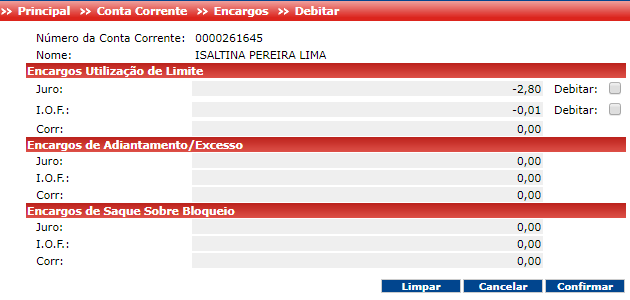 >> Principal >> Conta Corrente >> Encargos >> Debitar
Número da Conta Corrente: 0000261645
Nome: ISALTINA PEREIRA LIMA
Encargos Utilização de Limite
Juro: -2,80 Debitar:
I.O.F.: -0,01 Debitar:
Corr: 0,00
Encargos de Adiantamento/Excesso
Juro: 0,00
I.O.F.: 0,00
Corr: 0,00
Encargos de Saque Sobre Bloqueio
Juro: 0,00
I.O.F.: 0,00
Corr: 0,00
Limpar Cancelar Confirmar